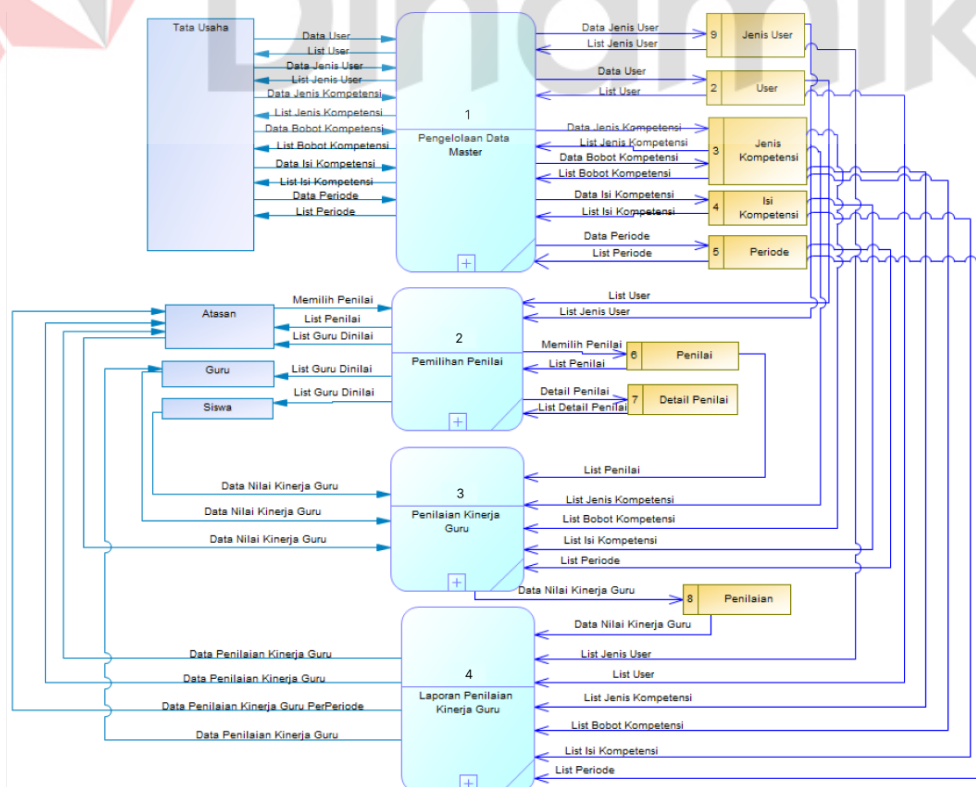 Dinamik
Tata Usaha
Data User
List User
Data Jenis User
List Jenis User
Data Jenis Kompetensi
List Jenis Kompetensi
Data Bobot Kompetensi
List Bobot Kompetensi
Data Isi Kompetensi
List Isi Kompetensi
Data Periode
List Periode
1
Pengelolaan Data
Master
Data Jenis User
List Jenis User
Data User
List User
Data Jenis Kompetensi
List Jenis Kompetensi
Data Bobot Kompetensi
List Bobot Kompetensi
Data Isi Kompetensi
List Isi Kompetensi
Data Periode
List Periode
9 Jenis User
2 User
3 Jenis
Kompetensi
4 Isi
Kompetensi
5 Periode
Atasan
Guru
Siswa
Memilih Penilai
List Penilai
List Guru Dinilai
List Guru Dinilai
List Guru Dinilai
2
Pemilihan Penilai
List User
List Jenis User
Memilih Penilai
List Penilai
Detail Penilai
List Detail Penilai
6 Penilai
7 Detail Penilai
Data Nilai Kinerja Guru
Data Nilai Kinerja Guru
Data Nilai Kinerja Guru
3
Penilaian Kinerja
Guru
List Penilai
List Jenis Kompetensi
List Bobot Kompetensi
List Isi Kompetensi
List Periode
Data Nilai Kinerja Guru
8 Penilaian
Data Nilai Kinerja Guru
Data Penilaian Kinerja Guru
Data Penilaian Kinerja Guru
Data Penilaian Kinerja Guru PerPeriode
Data Penilaian Kinerja Guru
4
Laporan Penilaian
Kinerja Guru
List Jenis User
List User
List Jenis Kompetensi
List Bobot Kompetensi
List Isi Kompetensi
List Periode